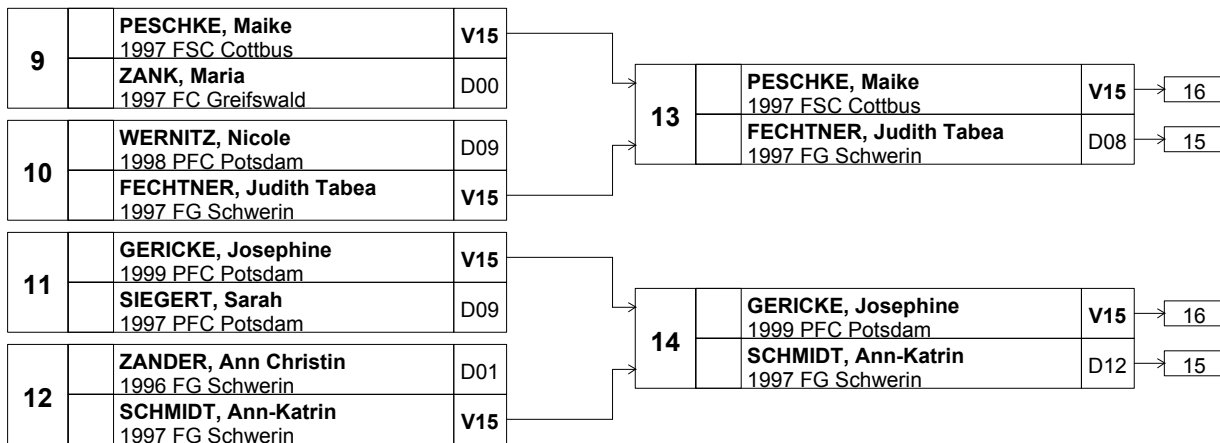 9
PESCHKE, Maike
1997 FSC Cottbus
V15
ZANK, Maria
1997 FC Greifswald
D00
10
WERNITZ, Nicole
1998 PFC Potsdam
D09
FECHTNER, Judith Tabea
1997 FG Schwerin
V15
11
GERICKE, Josephine
1999 PFC Potsdam
V15
SIEGERT, Sarah
1997 PFC Potsdam
D09
12
ZANDER, Ann Christin
1996 FG Schwerin
D01
SCHMIDT, Ann-Katrin
1997 FG Schwerin
V15
13
PESCHKE, Maike
1997 FSC Cottbus
V15
16
FECHTNER, Judith Tabea
1997 FG Schwerin
D08
15
14
GERICKE, Josephine
1999 PFC Potsdam
V15
16
SCHMIDT, Ann-Katrin
1997 FG Schwerin
D12
15